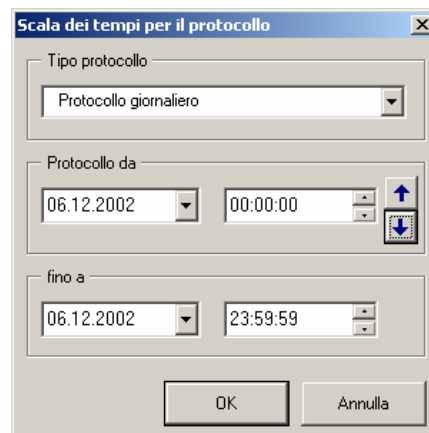 Scala dei tempi per il protocollo
Tipo protocollo
Protocollo giornaliero
Protocollo da
06.12.2002 00:00:00
fino a
06.12.2002 23:59:59
OK Annulla